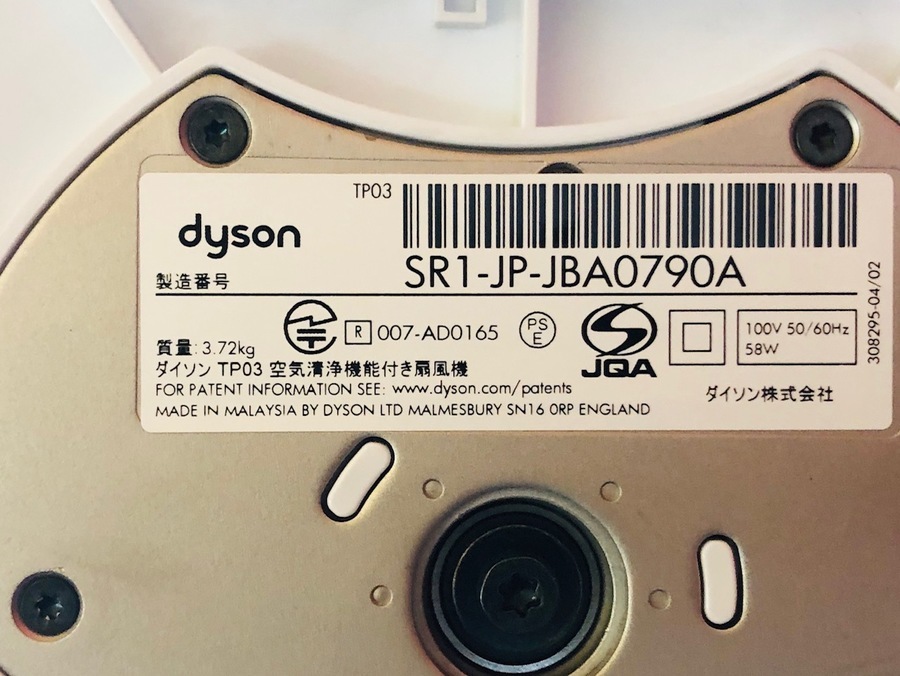 TP03
dyson
製造番号 SR1-JP-JBA0790A
質量: 3.72kg
R 007-AD0165
PS
E
JQA
100V 50/60Hz
58W
ダイソン TP03 空気清浄機能付き扇風機
FOR PATENT INFORMATION SEE: www.dyson.com/patents
ダイソン株式会社
MADE IN MALAYSIA BY DYSON LTD MALMESBURY SN16 0RP ENGLAND
308295-04/02